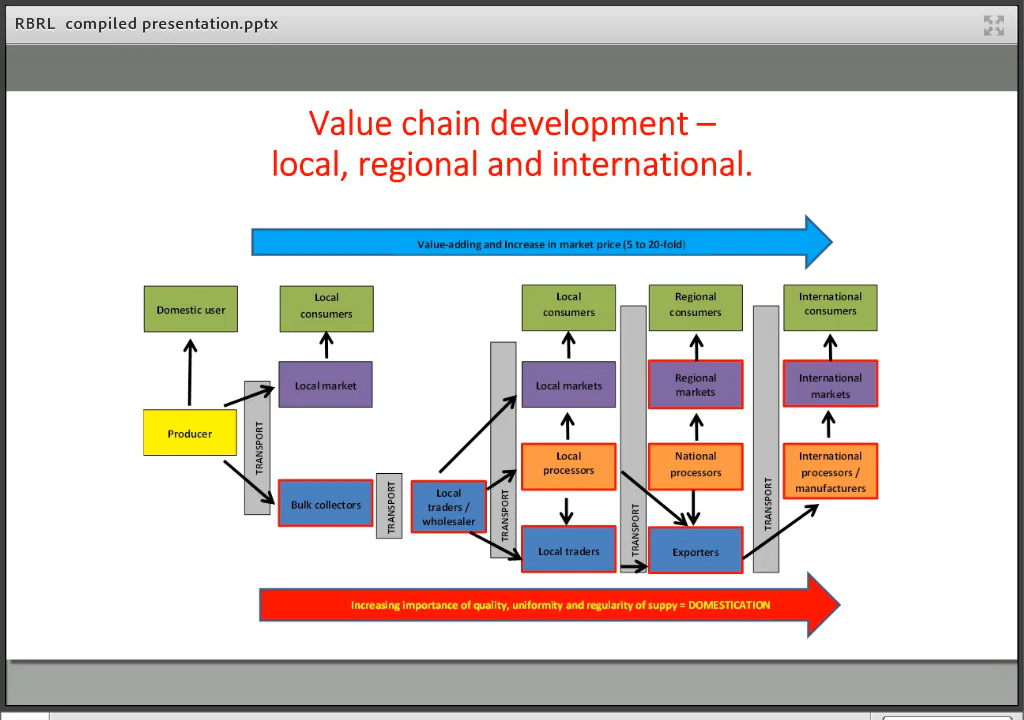 RBRL compiled presentation.pptx
Value chain development –
local, regional and international.
Value-adding and Increase in market price (5 to 20-fold)
Domestic user
Local
consumers
Local
consumers
Regional
consumers
International
consumers
Local market
Local markets
Regional
markets
International
markets
Producer
TRANSPORT
Bulk collectors
TRANSPORT
Local
traders /
wholesaler
TRANSPORT
Local
processors
TRANSPORT
National
processors
TRANSPORT
International
processors /
manufacturers
Local traders
Exporters
Increasing importance of quality, uniformity and regularity of suppy = DOMESTICATION